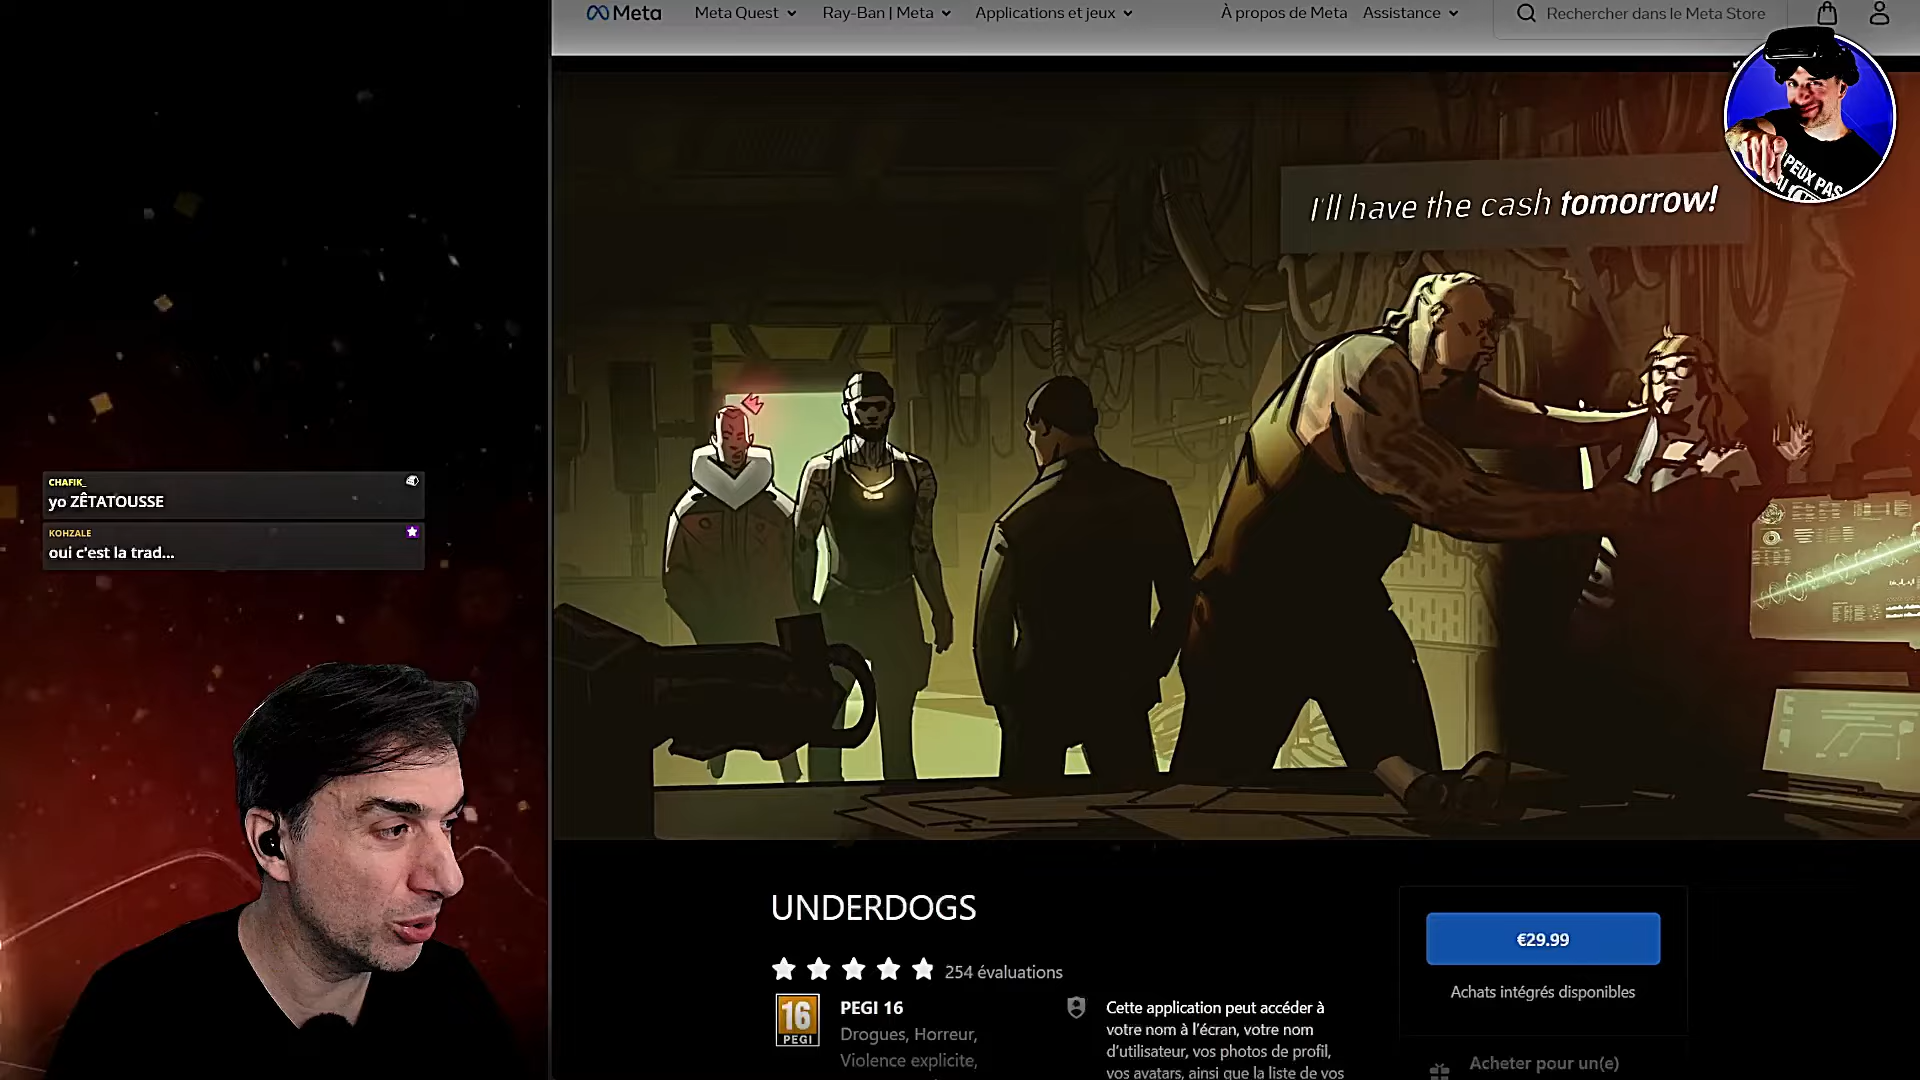 Meta
Meta Quest
Ray-Ban | Meta
Applications et jeux
À propos de Meta
Assistance
Rechercher dans le Meta Store
PEUX PAS
I'll have the cash tomorrow!
CHAFIK_
yo ZÊTATOUSSE
KOHZALE
oui c'est la trad...
UNDERDOGS
254 évaluations
16
PEGI
PEGI 16
Drogues, Horreur,
Violence explicite,
Cette application peut accéder à
votre nom à l'écran, votre nom
d'utilisateur, vos photos de profil,
vos avatars, ainsi que la liste de vos
€29.99
Achats intégrés disponibles
Acheter pour un(e)